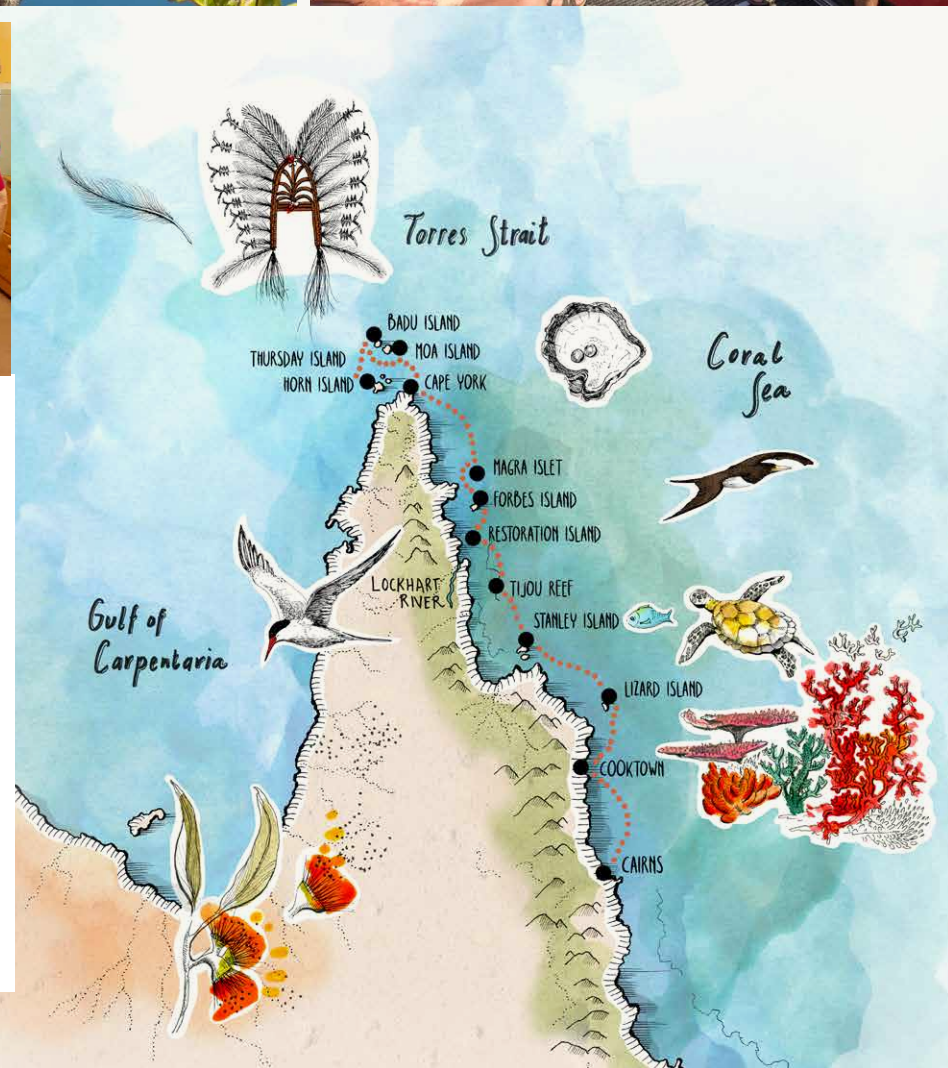 Torres Strait
BADU ISLAND
MOA ISLAND
THURSDAY ISLAND
HORN ISLAND
CAPE YORK
Coral
Sea
MAGRA ISLET
FORBES ISLAND
RESTORATION ISLAND
TIJOU REEF
LOCKHART
RIVER
STANLEY ISLAND
Gulf of
Carpentaria
LIZARD ISLAND
COOKTOWN
CAIRNS